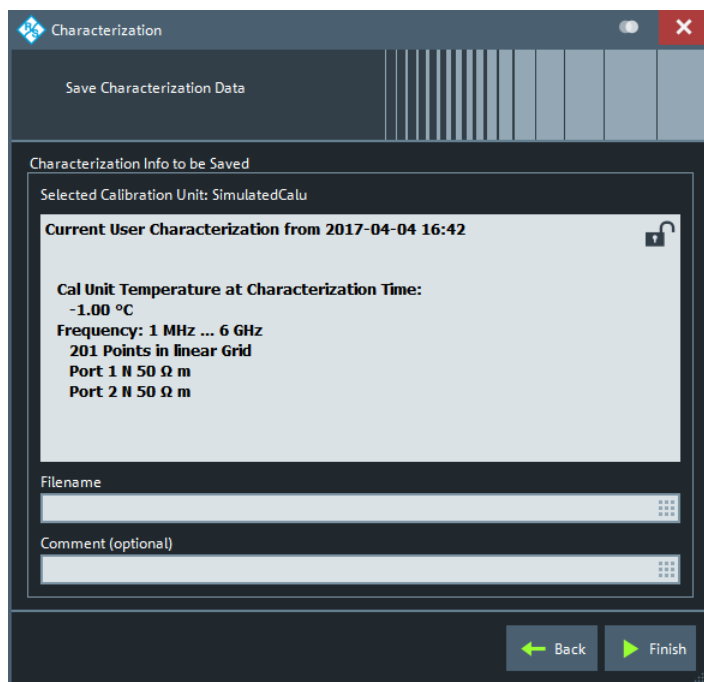 Characterization
Save Characterization Data
Characterization Info to be Saved
Selected Calibration Unit: SimulatedCalu
Current User Characterization from 2017-04-04 16:42
Cal Unit Temperature at Characterization Time:
-1.00 °C
Frequency: 1 MHz ... 6 GHz
201 Points in linear Grid
Port 1 N 50 Ω m
Port 2 N 50 Ω m
Filename
Comment (optional)
Back
Finish